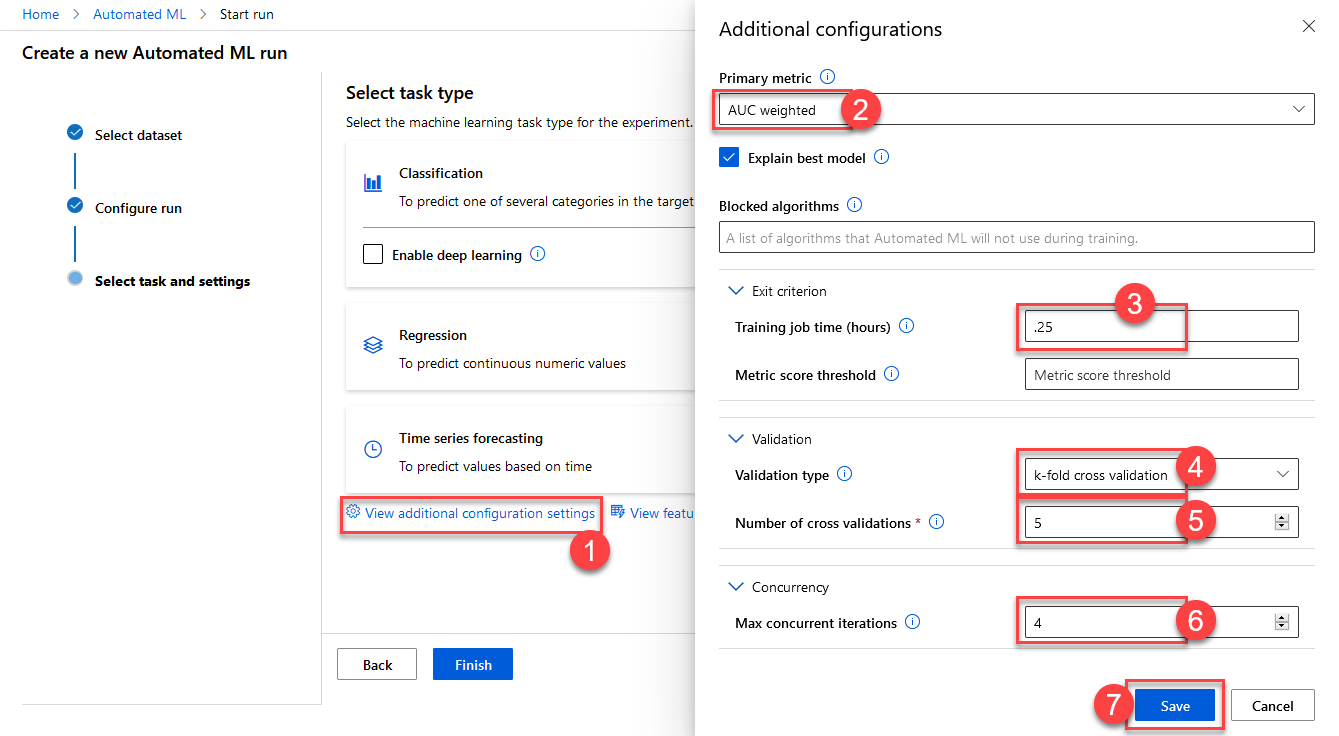 Home > Automated ML > Start run
Create a new Automated ML run
Select dataset
Configure run
Select task and settings
Select task type
Select the machine learning task type for the experiment.
Classification
To predict one of several categories in the target
Enable deep learning
Regression
To predict continuous numeric values
Time series forecasting
To predict values based on time
View additional configuration settings
View featu
1
Back
Finish
Additional configurations
Primary metric
AUC weighted
2
Explain best model
Blocked algorithms
A list of algorithms that Automated ML will not use during training.
Exit criterion
3
Training job time (hours)
.25
Metric score threshold
Metric score threshold
Validation
Validation type
k-fold cross validation
4
Number of cross validations *
5
5
Concurrency
Max concurrent iterations
4
6
7
Save
Cancel